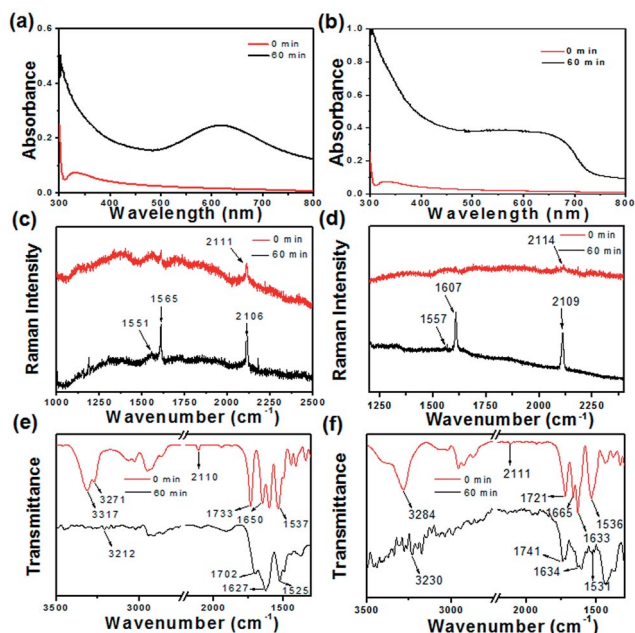 (a)
0.6
0.4
0.2
0.0
Absorbance
0 min
60 min
300 400 500 600 700 800
Wavelength (nm)
(b)
1.0
0.8
0.6
0.4
0.2
0.0
Absorbance
0 min
60 min
300 400 500 600 700 800
Wavelength (nm)
(c)
Raman Intensity
0 min
60 min
2111
1565
1551
2106
1000 1250 1500 1750 2000 2250 2500
Wavenumber (cm-1)
(d)
Raman Intensity
0 min
60 min
2114
1607
1557
2109
1200 1500 1800 2100
Wavenumber (cm-1)
(e)
Transmittance
0 min
60 min
3271
3317
3212
2110
1733
1650
1537
1702
1627
1525
3500 3000 2000 1500
Wavenumber (cm-1)
(f)
Transmittance
0 min
60 min
3284
3230
2111
1721
1665
1633
1536
1741
1634
1531
3500 3000 2000 1500
Wavenumber (cm-1)